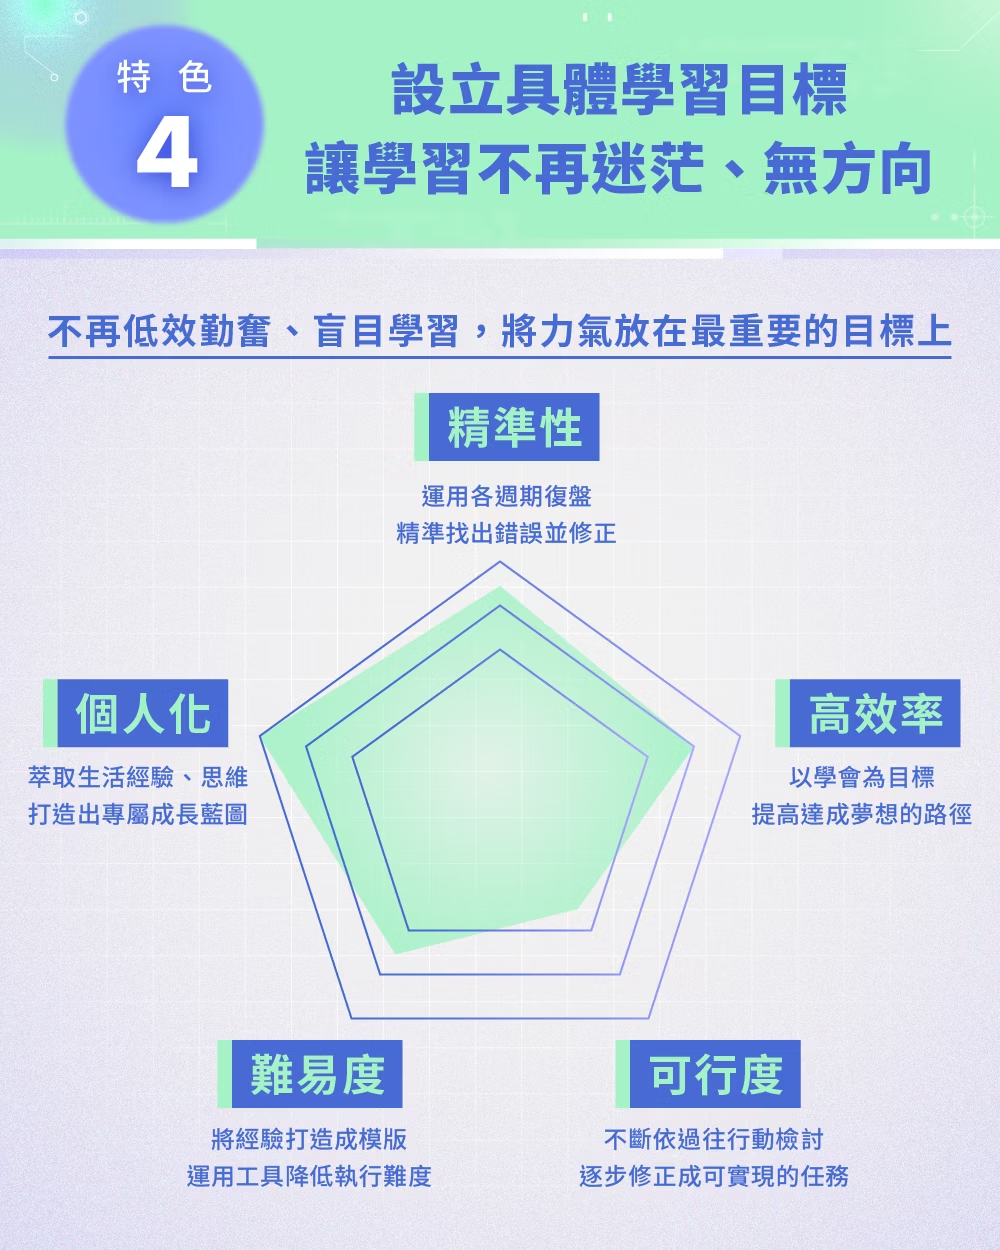 特色
4
設立具體學習目標
讓學習不再迷茫、無方向
不再低效勤奮、盲目學習，將力氣放在最重要的目標上
精準性
運用各週期復盤
精準找出錯誤並修正
個人化
萃取生活經驗、思維
打造出專屬成長藍圖
高效率
以學會為目標
提高達成夢想的路徑
難易度
將經驗打造成模版
運用工具降低執行難度
可行度
不斷依過往行動檢討
逐步修正成可實現的任務